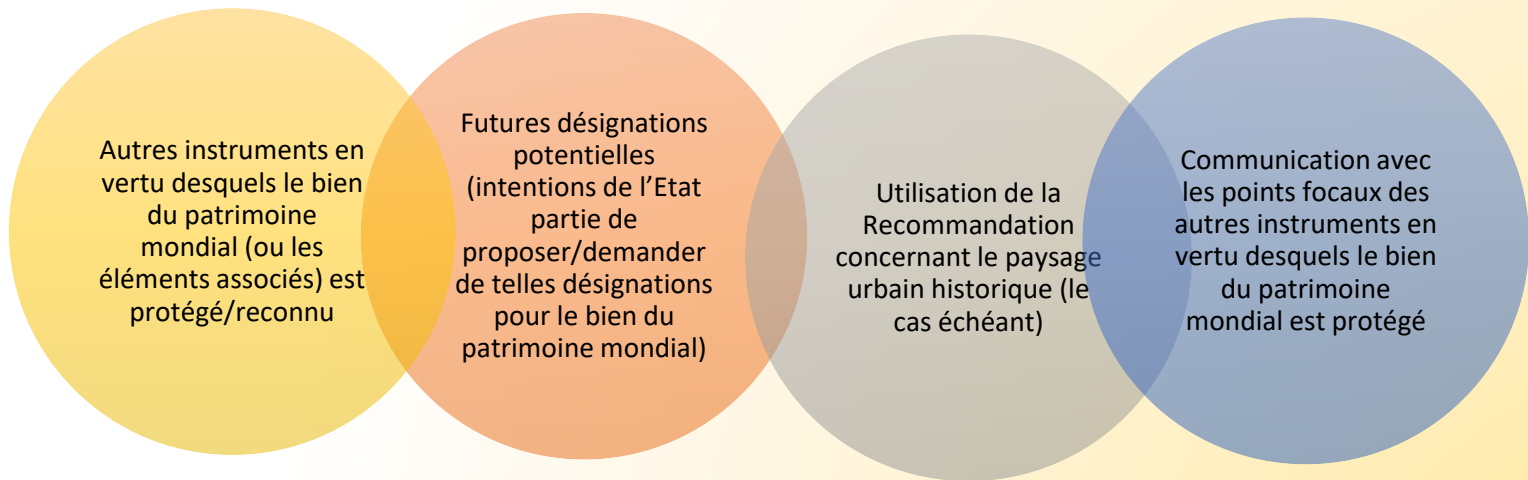 Autres instruments en
vertu desquels le bien
du patrimoine
mondial (ou les
éléments associés) est
protégé/reconnu
Futures désignations
potentielles
(intentions de l’Etat
partie de
proposer/demander
de telles désignations
pour le bien du
patrimoine mondial)
Utilisation de la
Recommandation
concernant le paysage
urbain historique (le
cas échéant)
Communication avec
les points focaux des
autres instruments en
vertu desquels le bien
du patrimoine
mondial est protégé